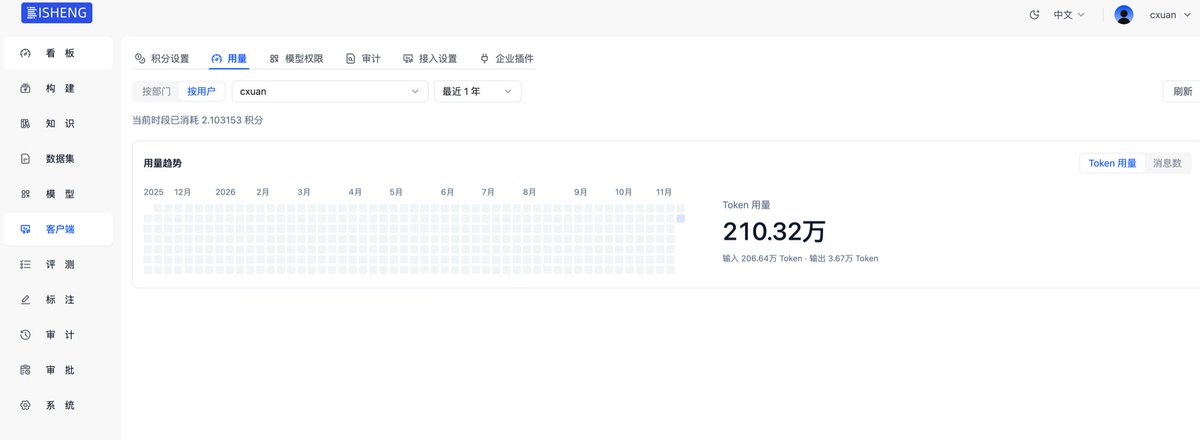 BISHENG
中文
cxuan
看 板
构 建
知 识
数据集
模 型
客户端
评 测
标 注
审 计
审 批
系 统
积分设置 用量 模型权限 审计 接入设置 企业插件
按部门 按用户 cxuan 最近 1 年 刷新
当前时段已消耗 2.103153 积分
用量趋势 Token 用量 消息数
2025 12月 2026 2月 3月 4月 5月 6月 7月 8月 9月 10月 11月
Token 用量
210.32万
输入 206.64万 Token · 输出 3.67万 Token